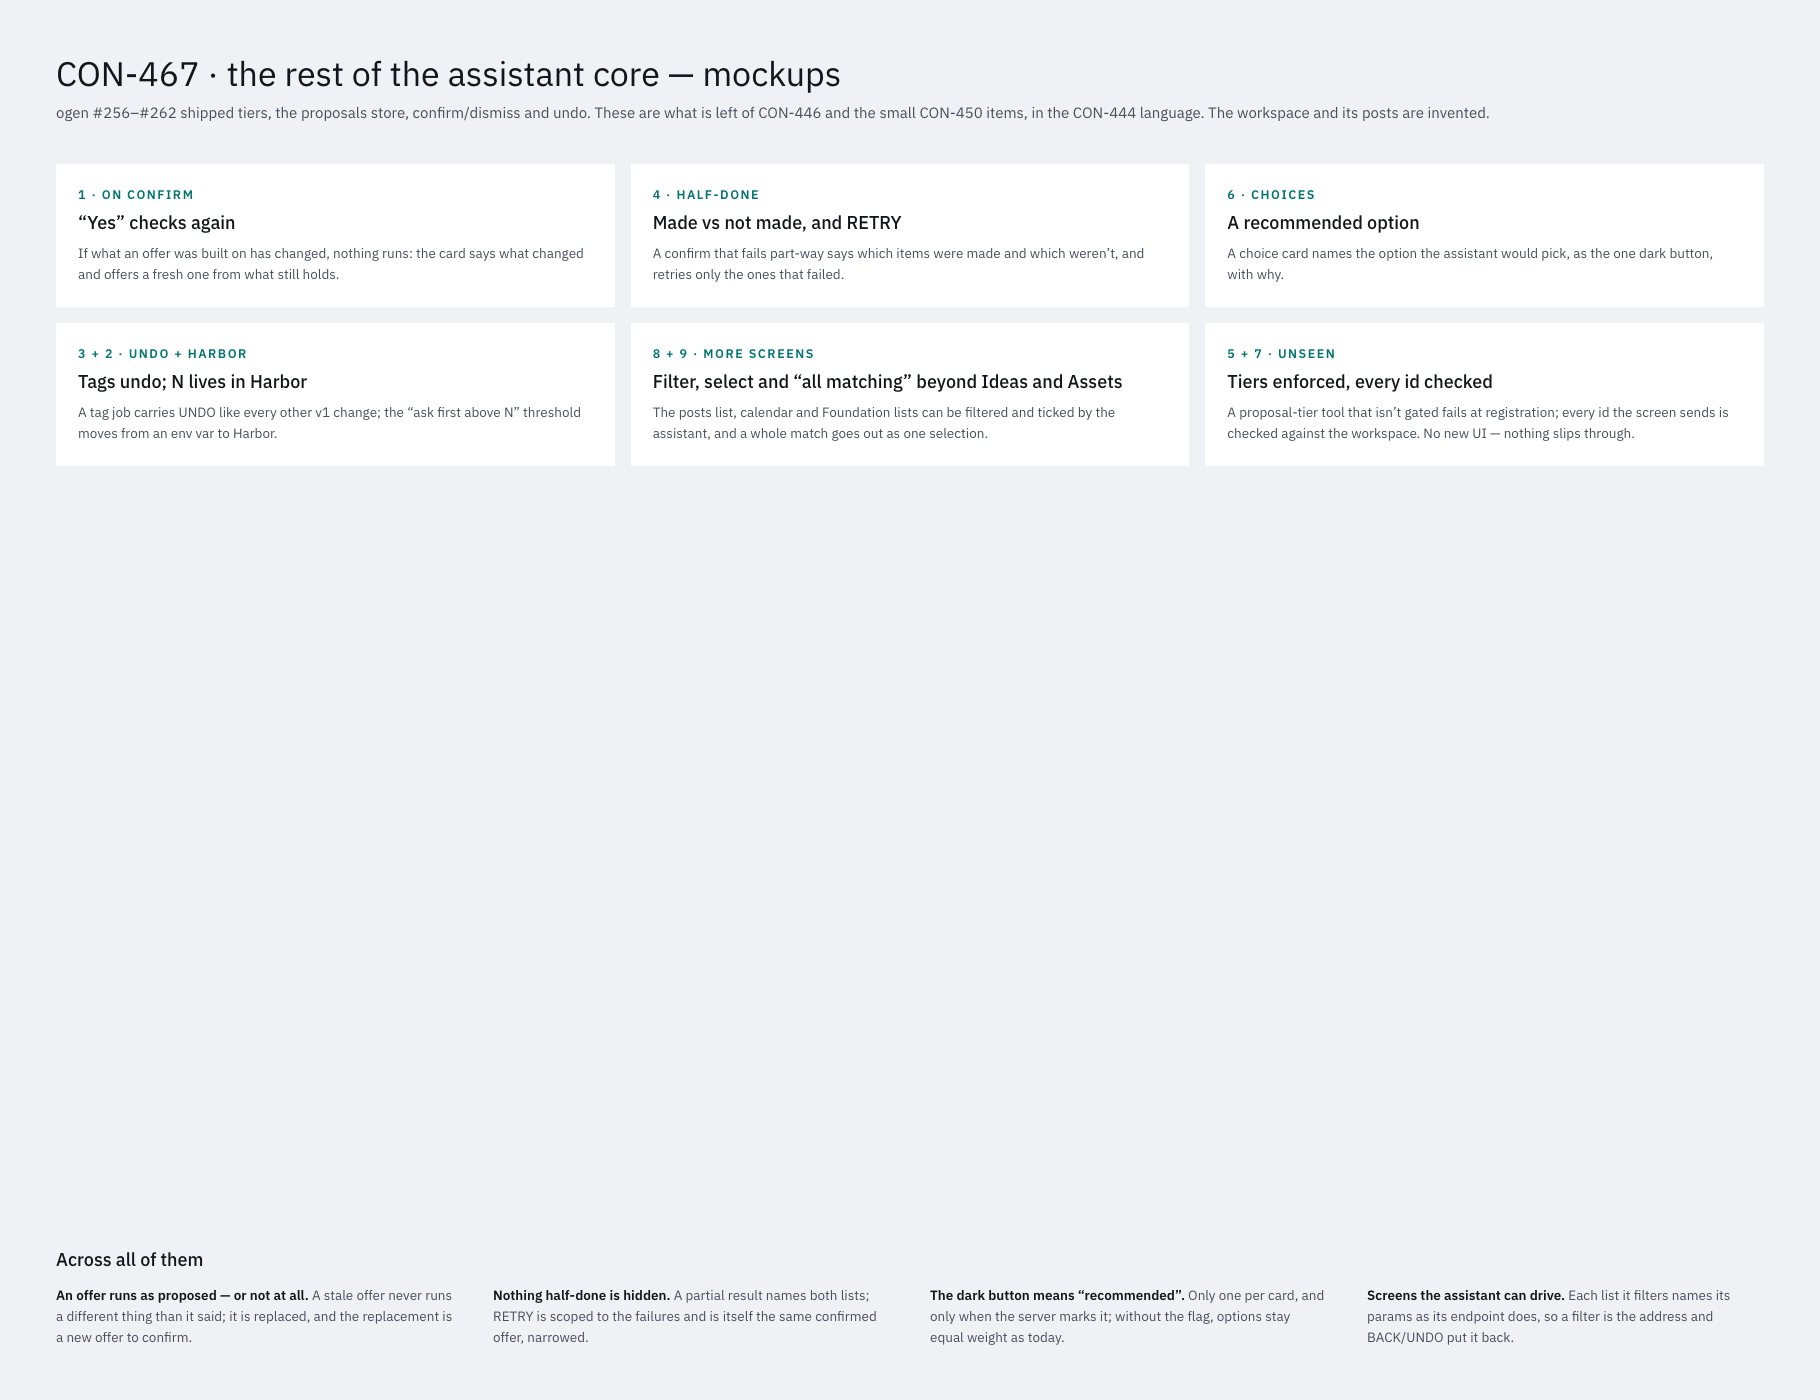 CON-467 · the rest of the assistant core — mockups
ogen #256–#262 shipped tiers, the proposals store, confirm/dismiss and undo. These are what is left of CON-446 and the small CON-450 items, in the CON-444 language. The workspace and its posts are invented.
1 · ON CONFIRM
“Yes” checks again
If what an offer was built on has changed, nothing runs: the card says what changed
and offers a fresh one from what still holds.
4 · HALF-DONE
Made vs not made, and RETRY
A confirm that fails part-way says which items were made and which weren’t, and
retries only the ones that failed.
6 · CHOICES
A recommended option
A choice card names the option the assistant would pick, as the one dark button,
with why.
3 + 2 · UNDO + HARBOR
Tags undo; N lives in Harbor
A tag job carries UNDO like every other v1 change; the “ask first above N” threshold
moves from an env var to Harbor.
8 + 9 · MORE SCREENS
Filter, select and “all matching” beyond Ideas and Assets
The posts list, calendar and Foundation lists can be filtered and ticked by the
assistant, and a whole match goes out as one selection.
5 + 7 · UNSEEN
Tiers enforced, every id checked
A proposal-tier tool that isn’t gated fails at registration; every id the screen sends is
checked against the workspace. No new UI — nothing slips through.
Across all of them
An offer runs as proposed — or not at all. A stale offer never runs
a different thing than it said; it is replaced, and the replacement is
a new offer to confirm.
Nothing half-done is hidden. A partial result names both lists;
RETRY is scoped to the failures and is itself the same confirmed
offer, narrowed.
The dark button means “recommended”. Only one per card, and
only when the server marks it; without the flag, options stay
equal weight as today.
Screens the assistant can drive. Each list it filters names its
params as its endpoint does, so a filter is the address and
BACK/UNDO put it back.